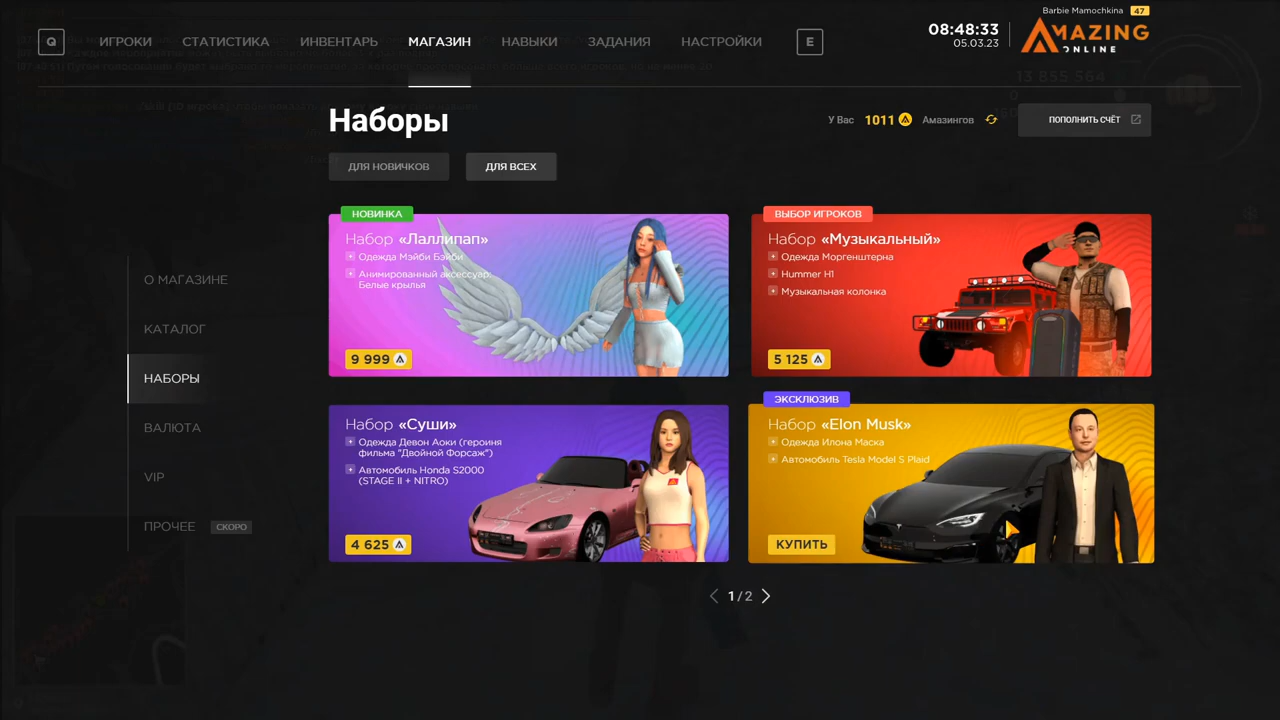 Barbie Mamochkina 47
Q ИГРОКИ СТАТИСТИКА ИНВЕНТАРЬ МАГАЗИН НАВЫКИ ЗАДАНИЯ НАСТРОЙКИ E
08:48:33
05.03.23
AMAZING
ONLINE
13 855 564
0
Наборы
У Вас 1011 Амазингов
ПОПОЛНИТЬ СЧЁТ
ДЛЯ НОВИЧКОВ ДЛЯ ВСЕХ
О МАГАЗИНЕ
КАТАЛОГ
НАБОРЫ
ВАЛЮТА
VIP
ПРОЧЕЕ СКОРО
НОВИНКА
Набор «Лаллипап»
Одежда Мэйби Бэйби
Анимированный аксессуар:
Белые крылья
9 999
ВЫБОР ИГРОКОВ
Набор «Музыкальный»
Одежда Моргенштерна
Hummer H1
Музыкальная колонка
5 125
Набор «Суши»
Одежда Девон Аоки (героиня
фильма "Двойной Форсаж")
Автомобиль Honda S2000
(STAGE II + NITRO)
4 625
ЭКСКЛЮЗИВ
Набор «Elon Musk»
Одежда Илона Маска
Автомобиль Tesla Model S Plaid
КУПИТЬ
1 / 2